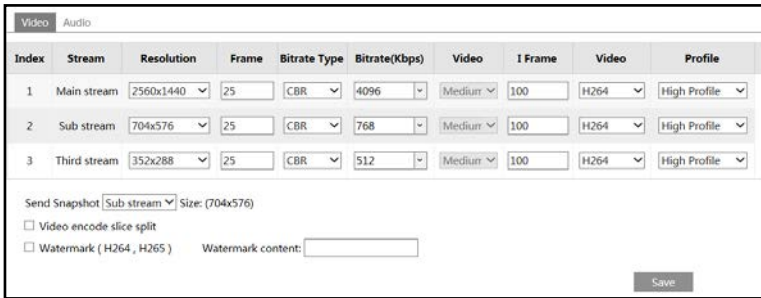 Video Audio
Index Stream Resolution Frame Bitrate Type Bitrate(Kbps) Video I Frame Video Profile
1 Main stream 2560x1440 25 CBR 4096 Medium 100 H264 High Profile
2 Sub stream 704x576 25 CBR 768 Medium 100 H264 High Profile
3 Third stream 352x288 25 CBR 512 Medium 100 H264 High Profile
Send Snapshot Sub stream Size: (704x576)
Video encode slice split
Watermark ( H264 , H265 ) Watermark content:
Save